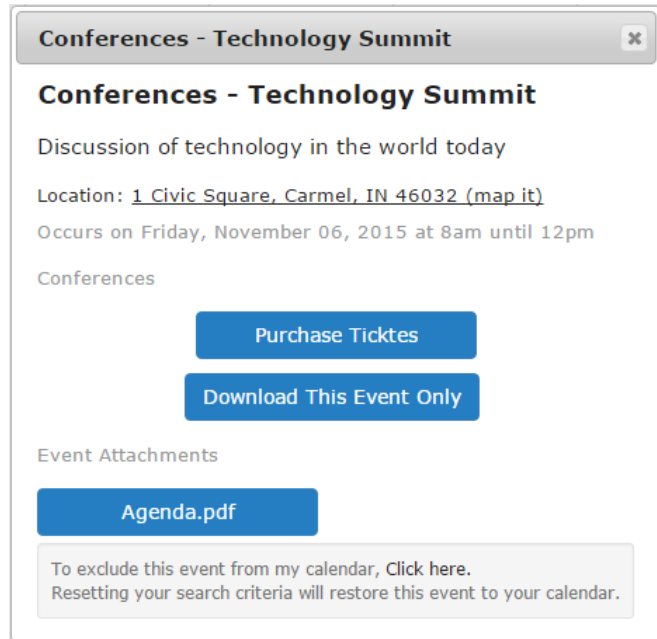 Conferences - Technology Summit
Conferences - Technology Summit
Discussion of technology in the world today
Location: 1 Civic Square, Carmel, IN 46032 (map it)
Occurs on Friday, November 06, 2015 at 8am until 12pm
Conferences
Purchase Ticktes
Download This Event Only
Event Attachments
Agenda.pdf
To exclude this event from my calendar, Click here.
Resetting your search criteria will restore this event to your calendar.